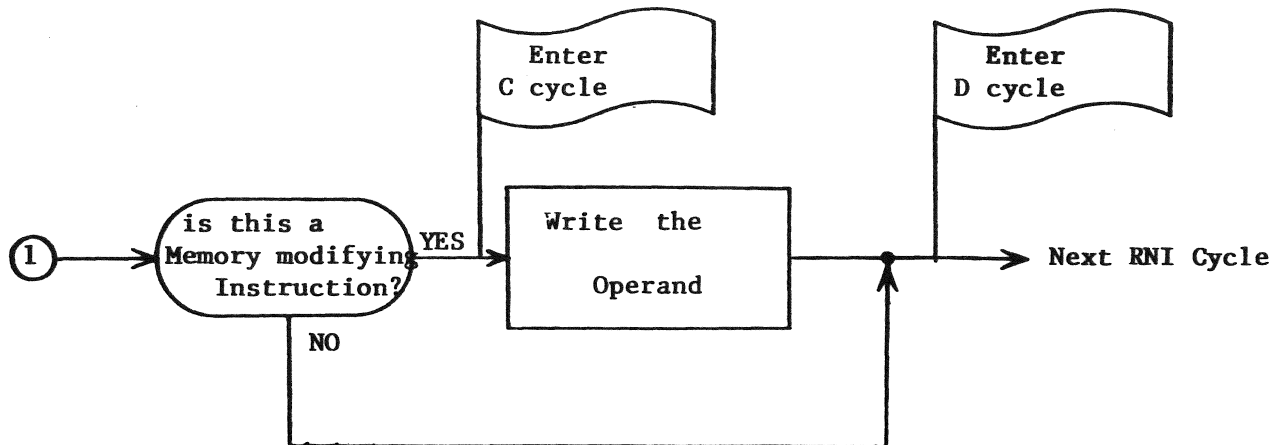 Enter
C cycle
Enter
D cycle
1
is this a
Memory modifying
Instruction?
YES
Write the
Operand
Next RNI Cycle
NO